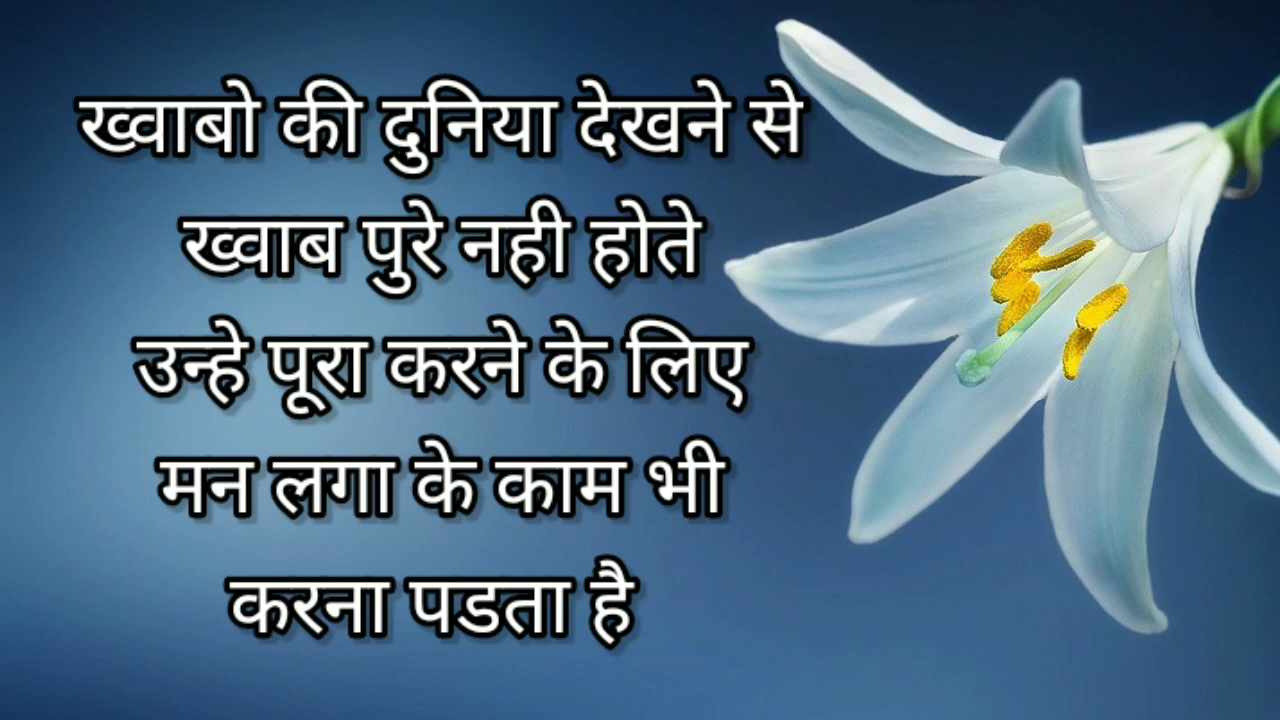 ख्वाबो की दुनिया देखने से
ख्वाब पुरे नही होते
उन्हे पूरा करने के लिए
मन लगा के काम भी
करना पडता है